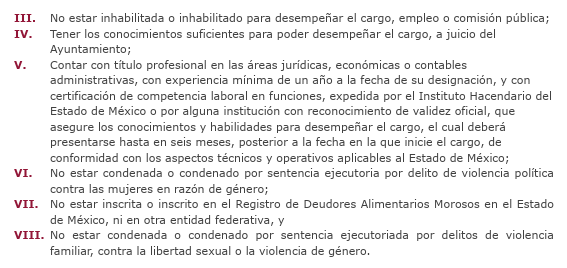 III. No estar inhabilitada o inhabilitado para desempeñar el cargo, empleo o comisión pública;
IV. Tener los conocimientos suficientes para poder desempeñar el cargo, a juicio del
Ayuntamiento;
V. Contar con título profesional en las áreas jurídicas, económicas o contables
administrativas, con experiencia mínima de un año a la fecha de su designación, y con
certificación de competencia laboral en funciones, expedida por el Instituto Hacendario del
Estado de México o por alguna institución con reconocimiento de validez oficial, que
asegure los conocimientos y habilidades para desempeñar el cargo, el cual deberá
presentarse hasta en seis meses, posterior a la fecha en la que inicie el cargo, de
conformidad con los aspectos técnicos y operativos aplicables al Estado de México;
VI. No estar condenada o condenado por sentencia ejecutoria por delito de violencia política
contra las mujeres en razón de género;
VII. No estar inscrita o inscrito en el Registro de Deudores Alimentarios Morosos en el Estado
de México, ni en otra entidad federativa, y
VIII. No estar condenada o condenado por sentencia ejecutoriada por delitos de violencia
familiar, contra la libertad sexual o la violencia de género.